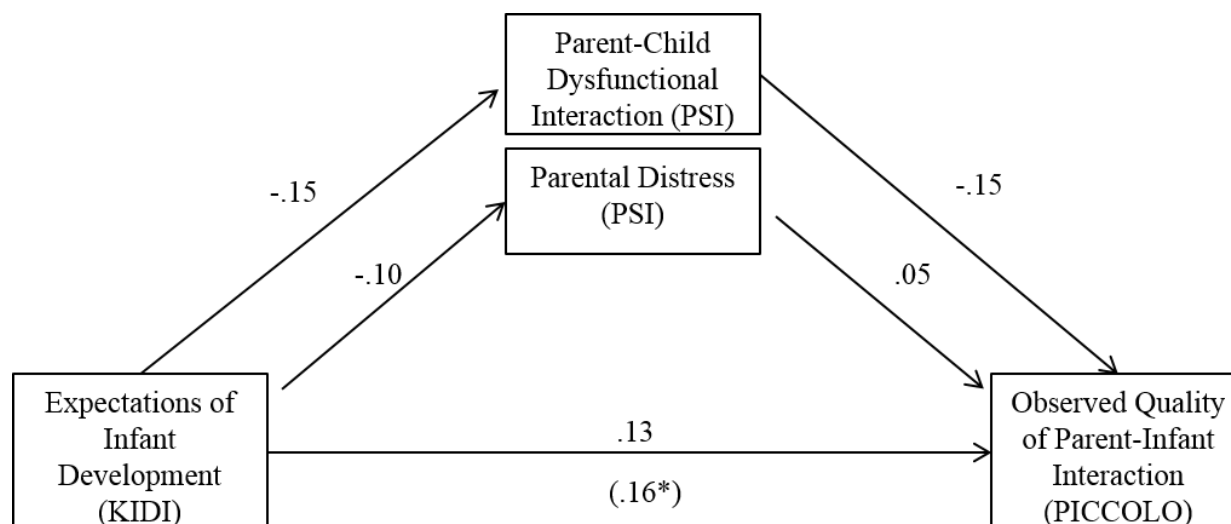 Parent-Child
Dysfunctional
Interaction (PSI)
Parental Distress
(PSI)
-.15
-.15
-.10
.05
Expectations of
Infant
Development
(KIDI)
.13
(.16*)
Observed Quality
of Parent-Infant
Interaction
(PICCOLO)